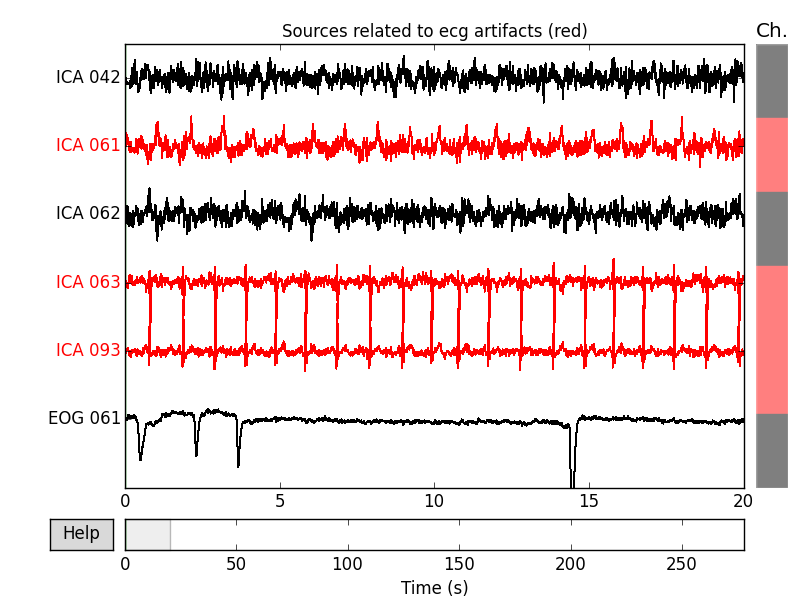 Sources related to ecg artifacts (red)
Ch.
ICA 042
ICA 061
ICA 062
ICA 063
ICA 093
EOG 061
0 5 10 15 20
Help
0 50 100 150 200 250
Time (s)